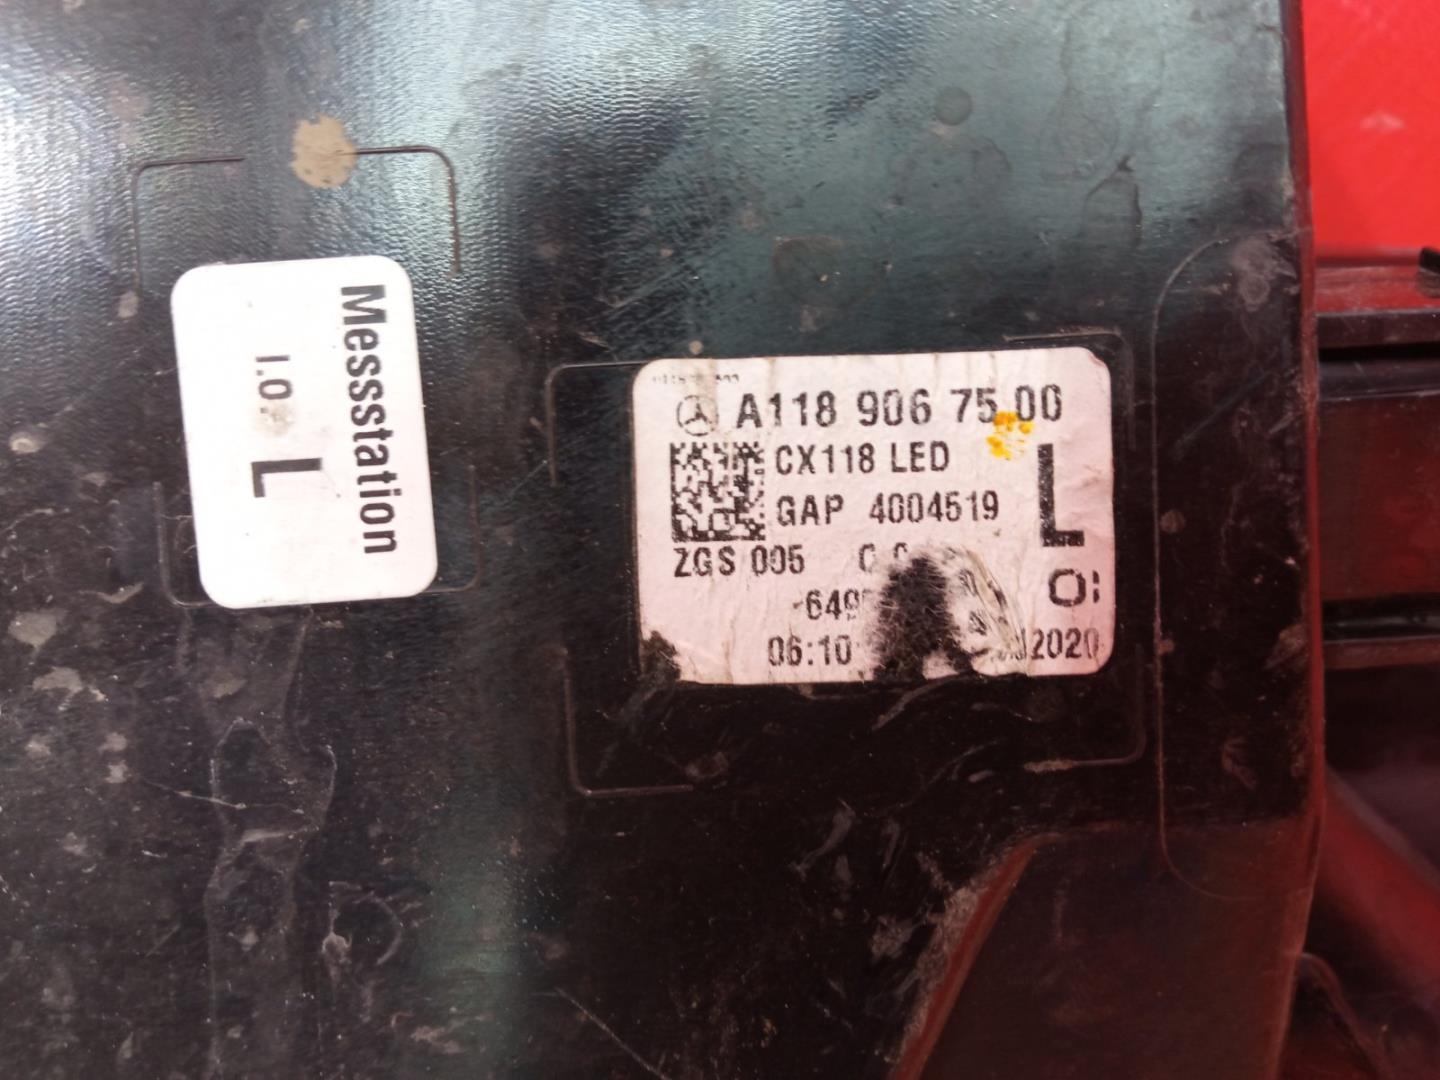 Messstation
I.O.
L
A118 906 75 00
CX118 LED
GAP 4004519
L
ZGS 005
06:10
2020